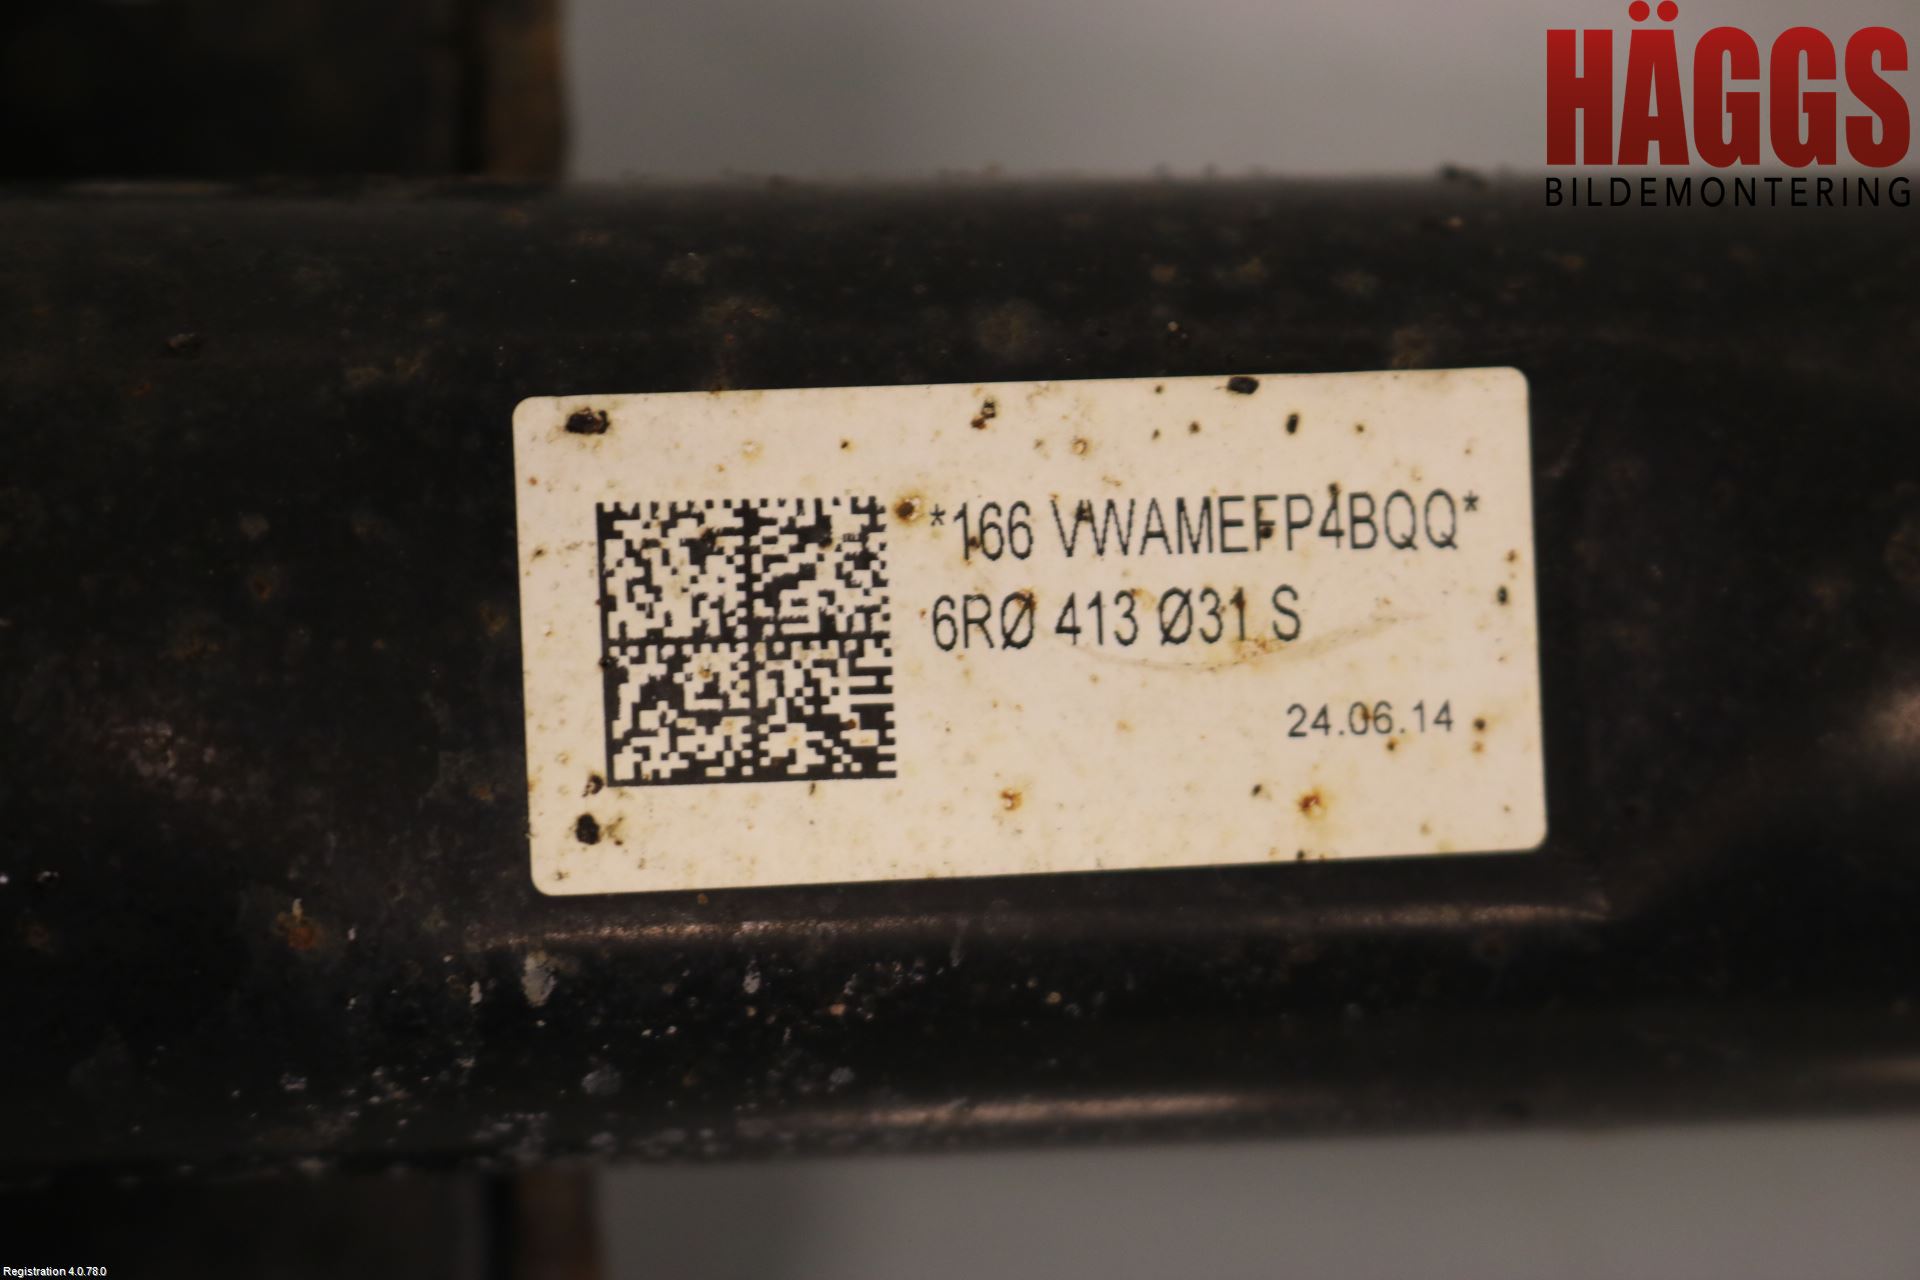 HÄGGS
BILDEMONTERING
*166 VWAMEFP4BQQ*
6RØ 413 Ø31 S
24.06.14
Registration 4.0.78.0